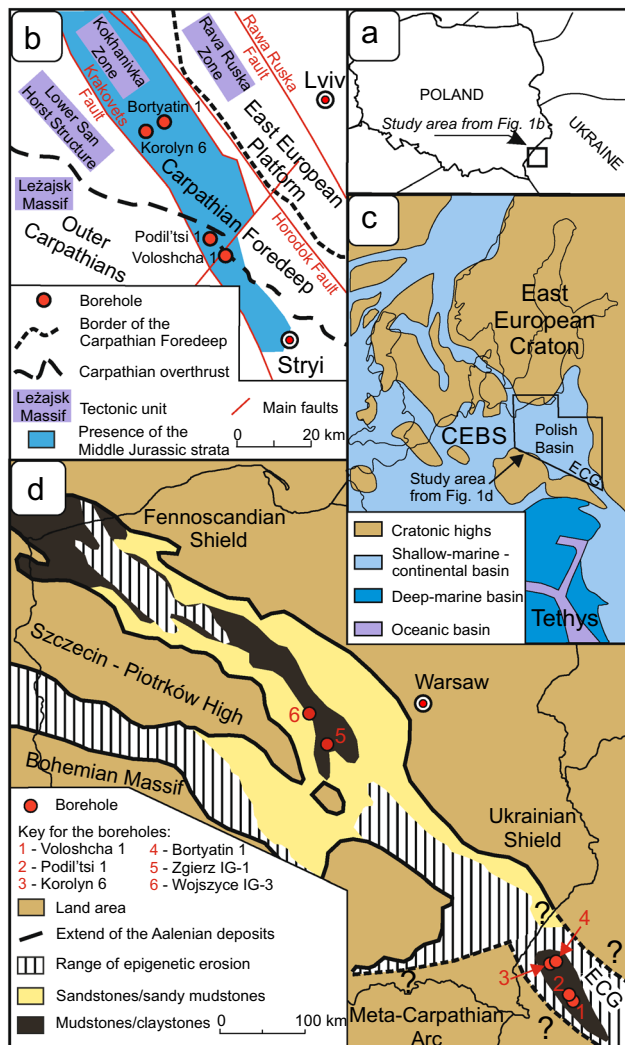 b
Kokhanivka
Zone
Rava Ruska
Zone
Rawa Ruska
Fault
Lviv
Krakovets
Fault
Lower San
Horst Structure
Bortyatin 1
Korolyn 6
East European
Platform
Leżajsk
Massif
Carpathian
Foredeep
Outer
Carpathians
Podil'tsi 1
Voloshcha 1
Horodok Fault
Stryi
Borehole
Border of the
Carpathian Foredeep
Carpathian overthrust
Leżajsk
Massif
Tectonic unit
Main faults
Presence of the
Middle Jurassic strata
0
20 km
a
POLAND
Study area from Fig. 1b
UKRAINE
c
East
European
Craton
CEBS
Polish
Basin
ECG
Study area
from Fig. 1d
Cratonic highs
Shallow-marine -
continental basin
Deep-marine basin
Oceanic basin
Tethys
d
Fennoscandian
Shield
Szczecin - Piotrków High
Warsaw
6
5
Bohemian Massif
Ukrainian
Shield
Borehole
Key for the boreholes:
1 - Voloshcha 1
2 - Podil'tsi 1
3 - Korolyn 6
4 - Bortyatin 1
5 - Zgierz IG-1
6 - Wojszyce IG-3
Land area
Extend of the Aalenian deposits
Range of epigenetic erosion
Sandstones/sandy mudstones
Mudstones/claystones
0
100 km
?
4
?
3
2
1
ECG
?
?
Meta-Carpathian
Arc